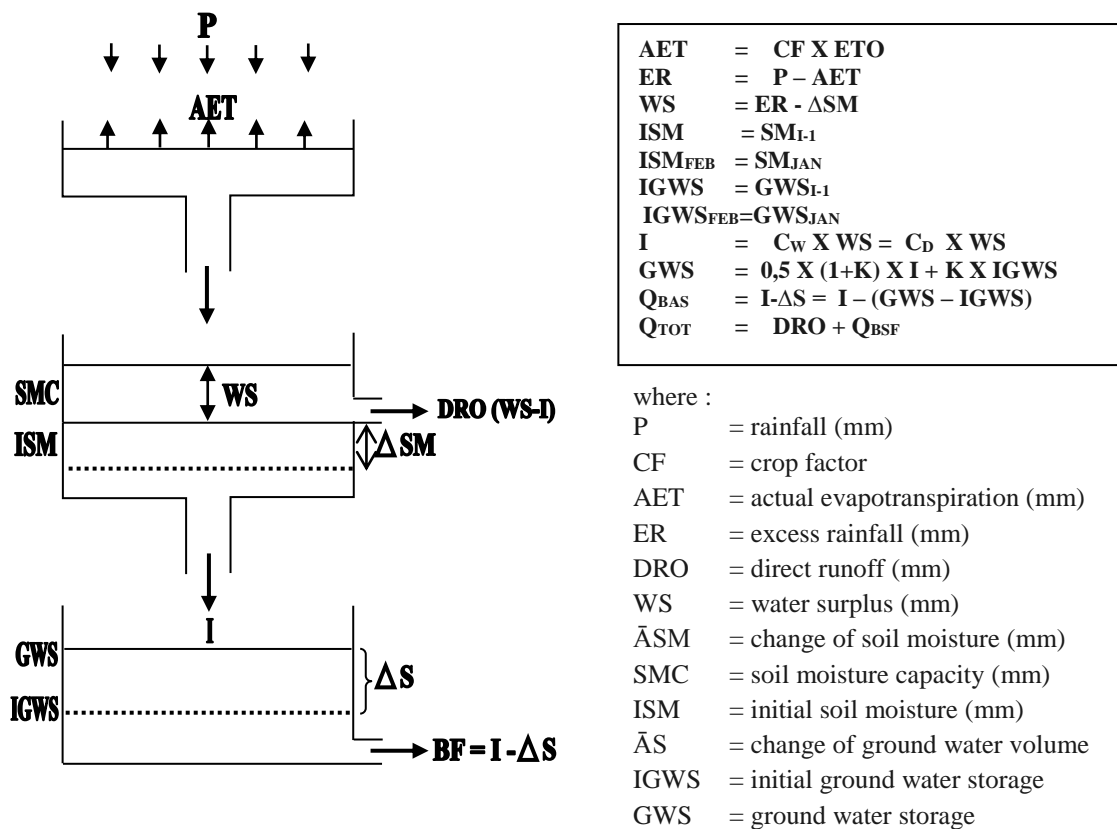 P
AET
SMC
WS
DRO (WS-I)
ISM
Δ SM
I
GWS
Δ S
IGWS
BF = I - Δ S
AET = CF X ETO
ER = P – AET
WS = ER - ΔSM
ISM = SMI-1
ISMFEB = SMJAN
IGWS = GWSI-1
IGWSFEB=GWSJAN
I = CW X WS = CD X WS
GWS = 0,5 X (1+K) X I + K X IGWS
QBAS = I-ΔS = I – (GWS – IGWS)
QTOT = DRO + QBSF
where :
P = rainfall (mm)
CF = crop factor
AET = actual evapotranspiration (mm)
ER = excess rainfall (mm)
DRO = direct runoff (mm)
WS = water surplus (mm)
ĀSM = change of soil moisture (mm)
SMC = soil moisture capacity (mm)
ISM = initial soil moisture (mm)
ĀS = change of ground water volume
IGWS = initial ground water storage
GWS = ground water storage